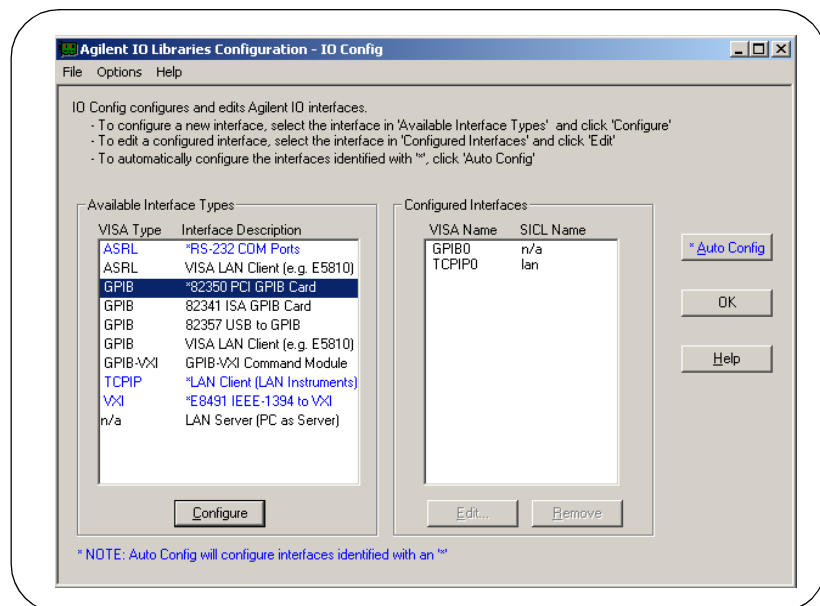 Agilent IO Libraries Configuration - IO Config
File Options Help
IO Config configures and edits Agilent IO interfaces.
- To configure a new interface, select the interface in 'Available Interface Types' and click 'Configure'
- To edit a configured interface, select the interface in 'Configured Interfaces' and click 'Edit'
- To automatically configure the interfaces identified with '*', click 'Auto Config'
Available Interface Types
VISA Type Interface Description
ASRL *RS-232 COM Ports
ASRL VISA LAN Client (e.g. E5810)
GPIB *82350 PCI GPIB Card
GPIB 82341 ISA GPIB Card
GPIB 82357 USB to GPIB
GPIB VISA LAN Client (e.g. E5810)
GPIB-VXI GPIB-VXI Command Module
TCPIP *LAN Client (LAN Instruments)
VXI *E8491 IEEE-1394 to VXI
n/a LAN Server (PC as Server)
Configure
Configured Interfaces
VISA Name SICL Name
GPIB0 n/a
TCPIP0 lan
Edit...
Remove
* Auto Config
OK
Help
* NOTE: Auto Config will configure interfaces identified with an '*'